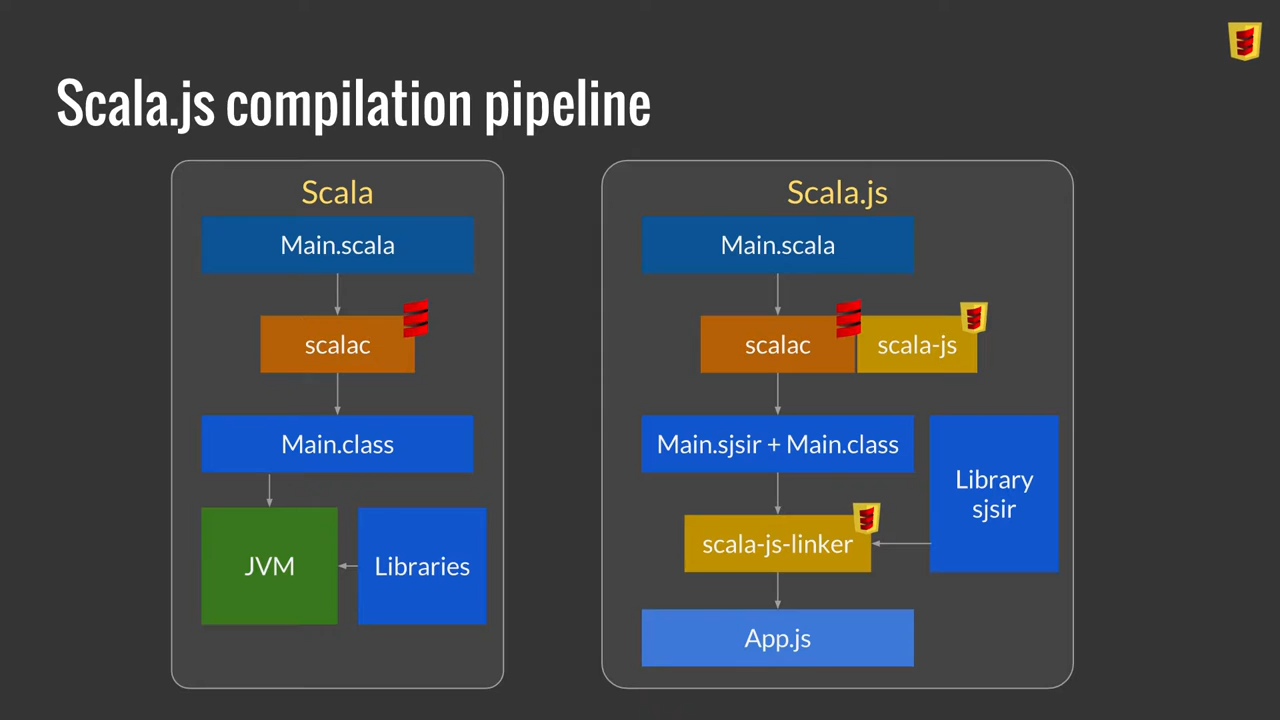 Scala.js compilation pipeline
Scala
Main.scala
scalac
Main.class
JVM
Libraries
Scala.js
Main.scala
scalac
scala-js
Main.sjsir + Main.class
Library
sjsir
scala-js-linker
App.js